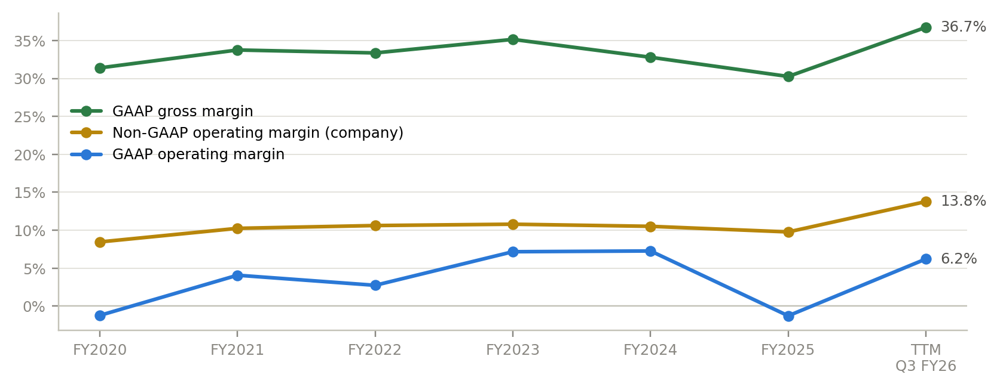 36.7%
35%
30%
GAAP gross margin
25%
Non-GAAP operating margin (company)
GAAP operating margin
20%
15%
13.8%
10%
5%
6.2%
0%
FY2020
FY2021
FY2022
FY2023
FY2024
FY2025
TTM
Q3 FY26